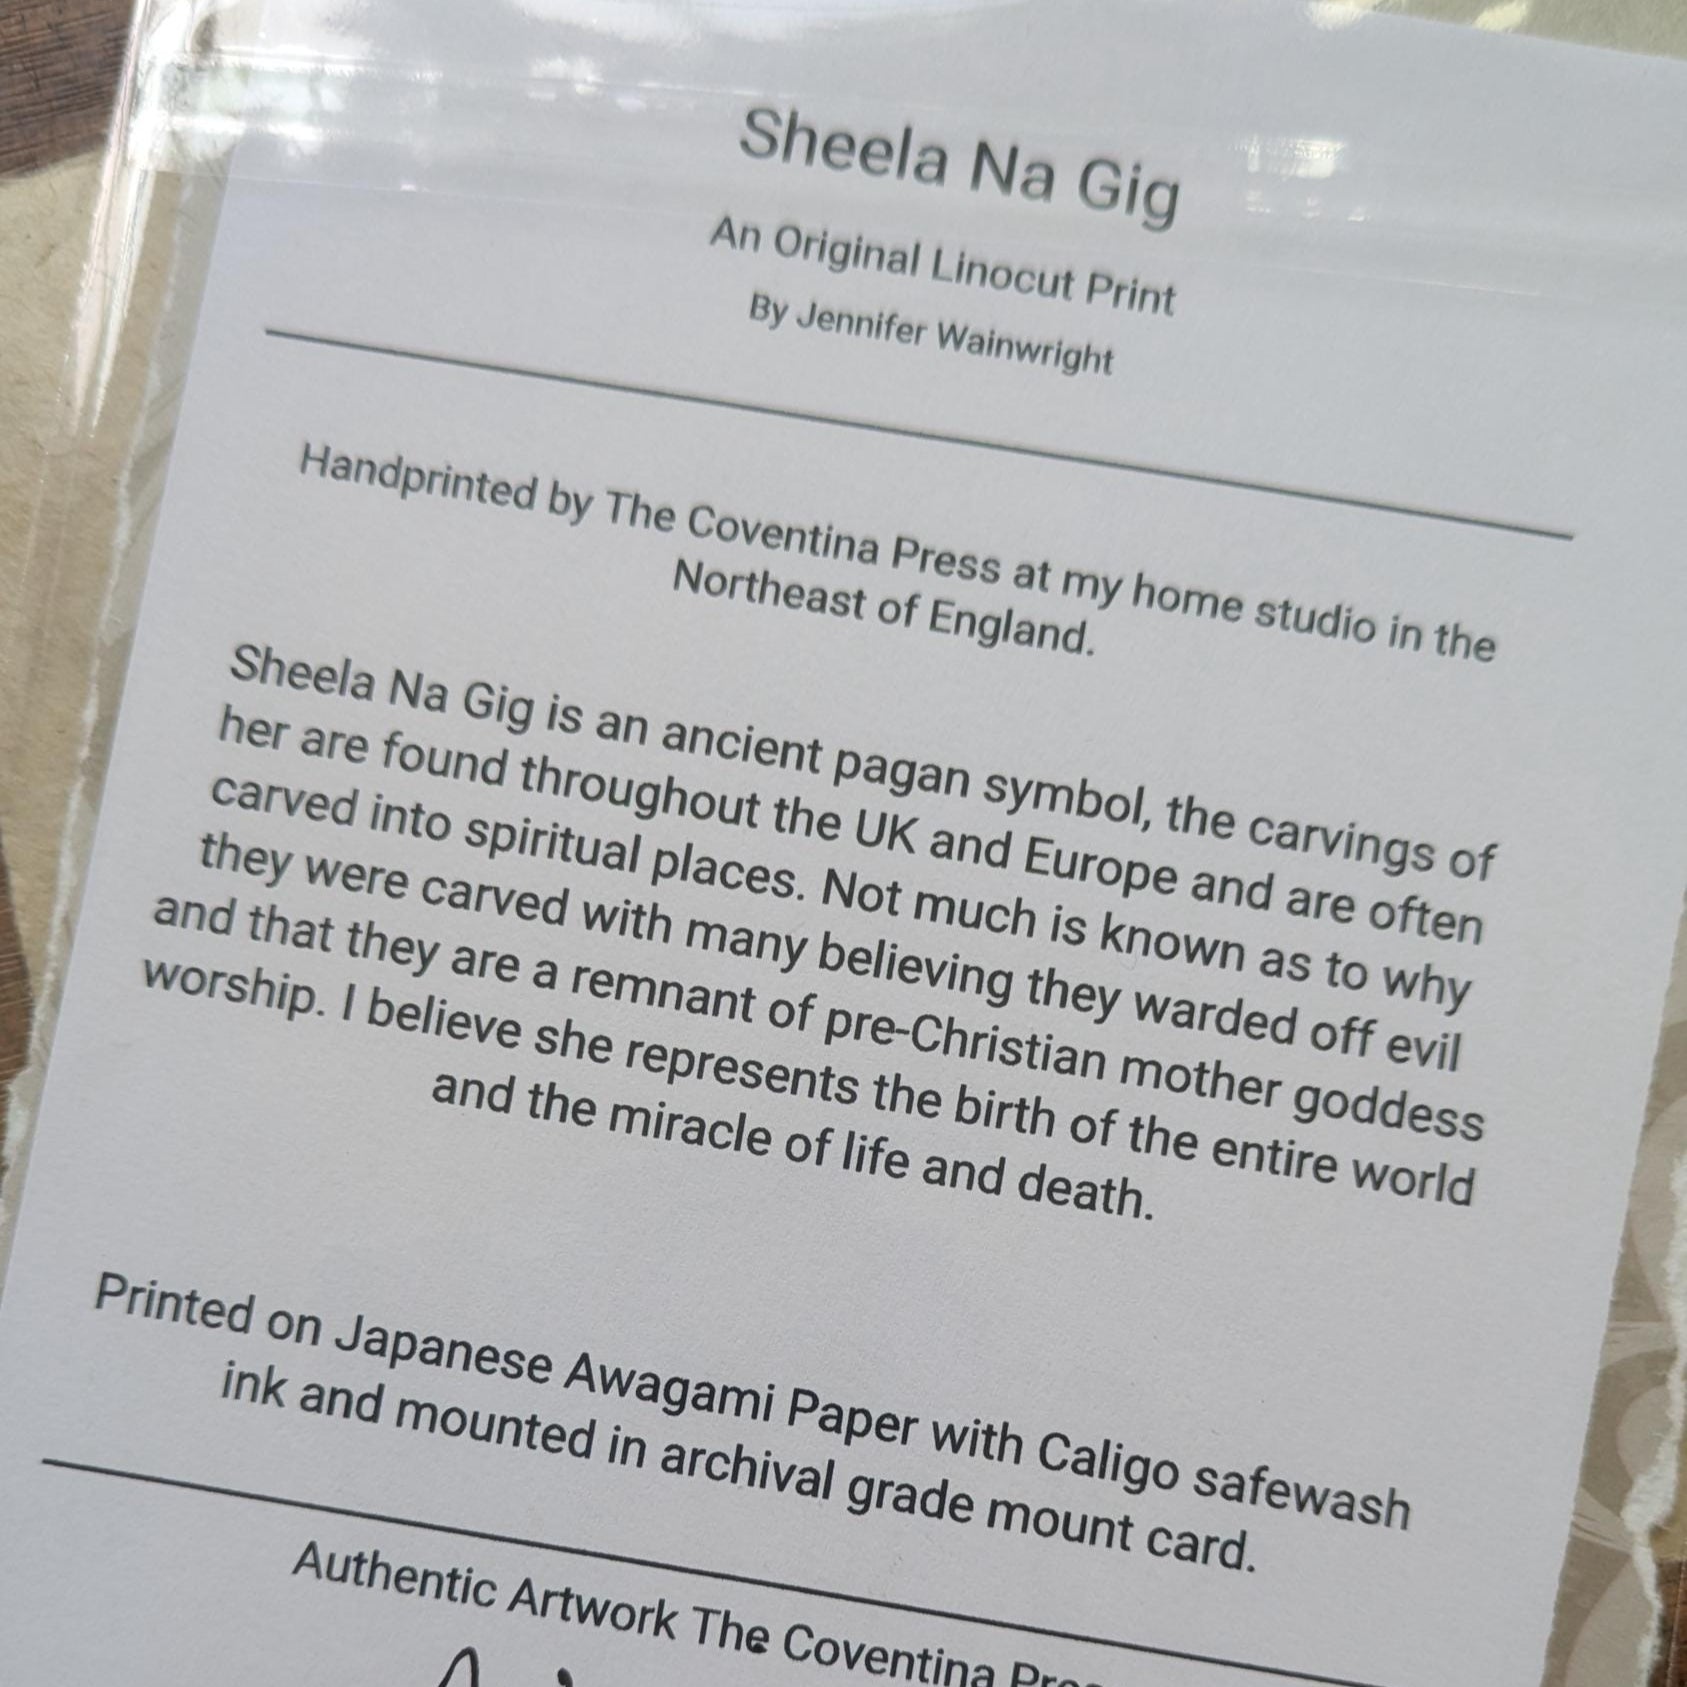 Sheela Na Gig
An Original Linocut Print
By Jennifer Wainwright
Handprinted by The Coventina Press at my home studio in the
Northeast of England.
Sheela Na Gig is an ancient pagan symbol, the carvings of
her are found throughout the UK and Europe and are often
carved into spiritual places. Not much is known as to why
they were carved with many believing they warded off evil
and that they are a remnant of pre-Christian mother goddess
worship. I believe she represents the birth of the entire world
and the miracle of life and death.
Printed on Japanese Awagami Paper with Caligo safewash
ink and mounted in archival grade mount card.
Authentic Artwork The Coventina